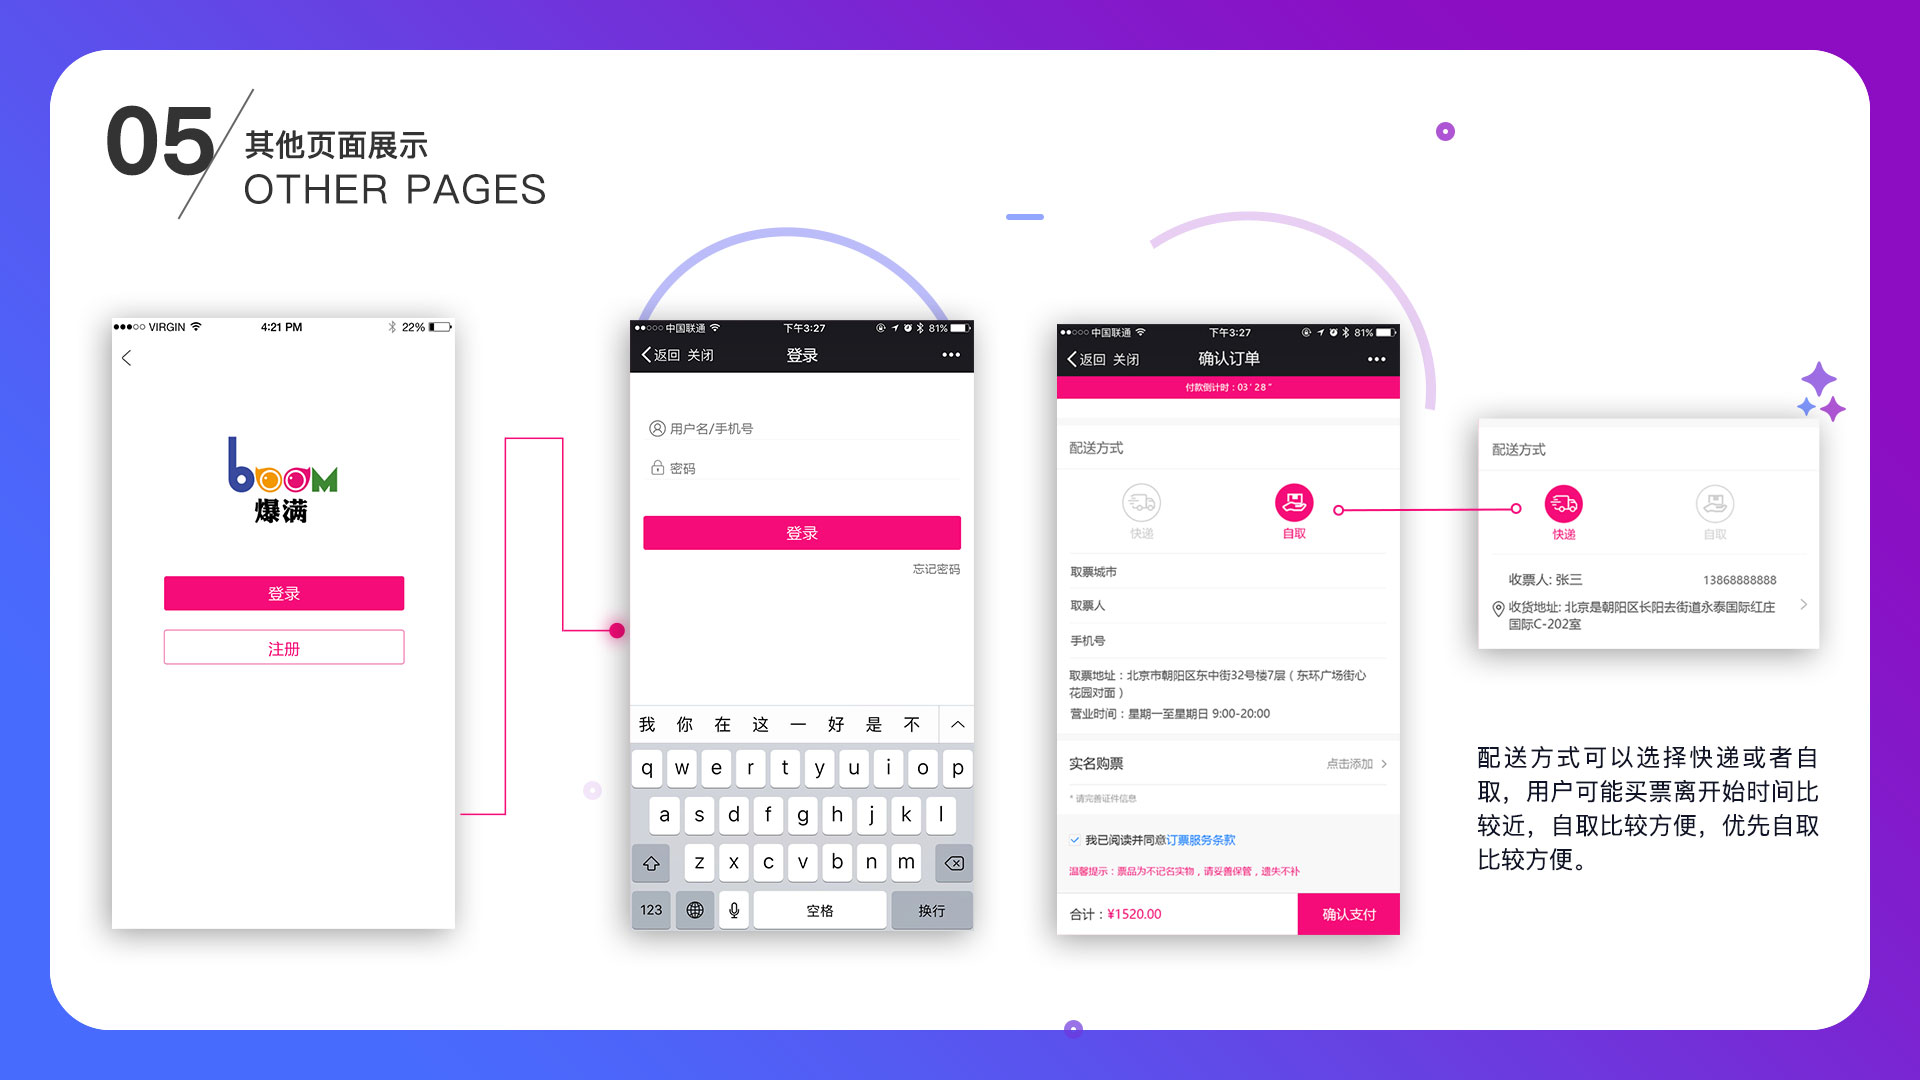 05
其他页面展示
OTHER PAGES
VIRGIN
4:21 PM
22%
boom
爆满
登录
注册
中国联通
下午3:27
81%
返回 关闭
登录
用户名/手机号
密码
登录
忘记密码
我 你 在 这 一 好 是 不
q w e r t y u i o p
a s d f g h j k l
z x c v b n m
123
空格
换行
中国联通
下午3:27
81%
返回 关闭
确认订单
付款倒计时：03 ' 28 "
配送方式
快递
自取
取票城市
取票人
手机号
取票地址：北京市朝阳区东中街32号楼7层（东环广场街心
花园对面）
营业时间：星期一至星期日 9:00-20:00
实名购票
点击添加
* 请完善证件信息
我已阅读并同意订票服务条款
温馨提示：票品为不记名实物，请妥善保管，遗失不补
合计：¥1520.00
确认支付
配送方式
快递
自取
收票人: 张三
13868888888
收货地址: 北京是朝阳区长阳去街道永泰国际红庄
国际C-202室
配送方式可以选择快递或者自
取，用户可能买票离开始时间比
较近，自取比较方便，优先自取
比较方便。